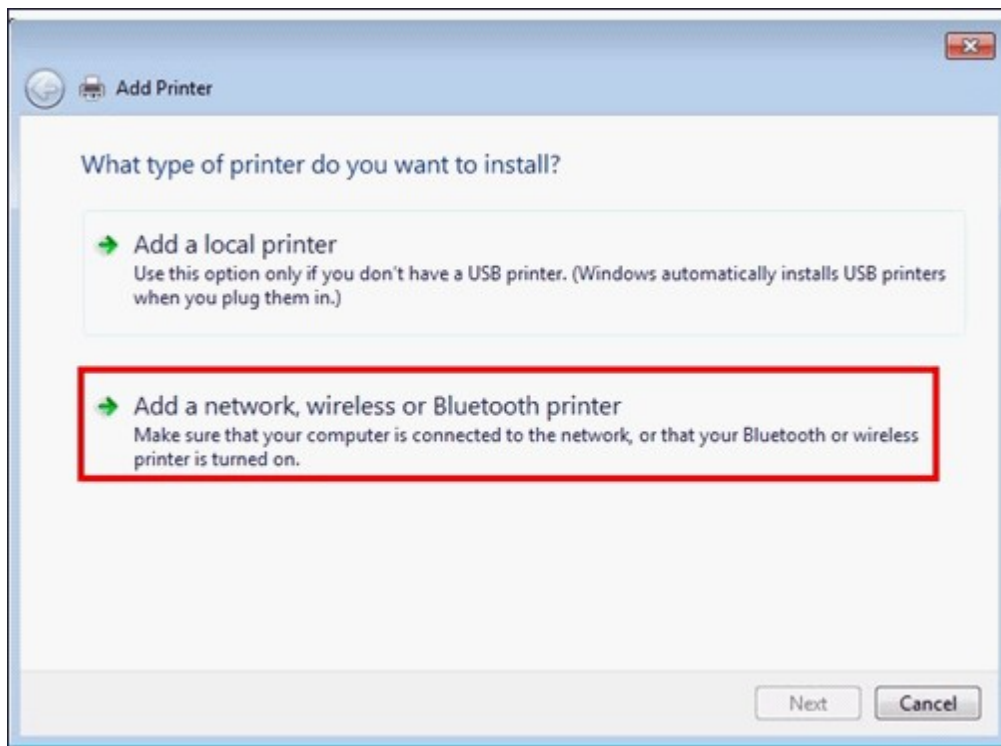 Add Printer
What type of printer do you want to install?
Add a local printer
Use this option only if you don't have a USB printer. (Windows automatically installs USB printers
when you plug them in.)
Add a network, wireless or Bluetooth printer
Make sure that your computer is connected to the network, or that your Bluetooth or wireless
printer is turned on.
Next
Cancel